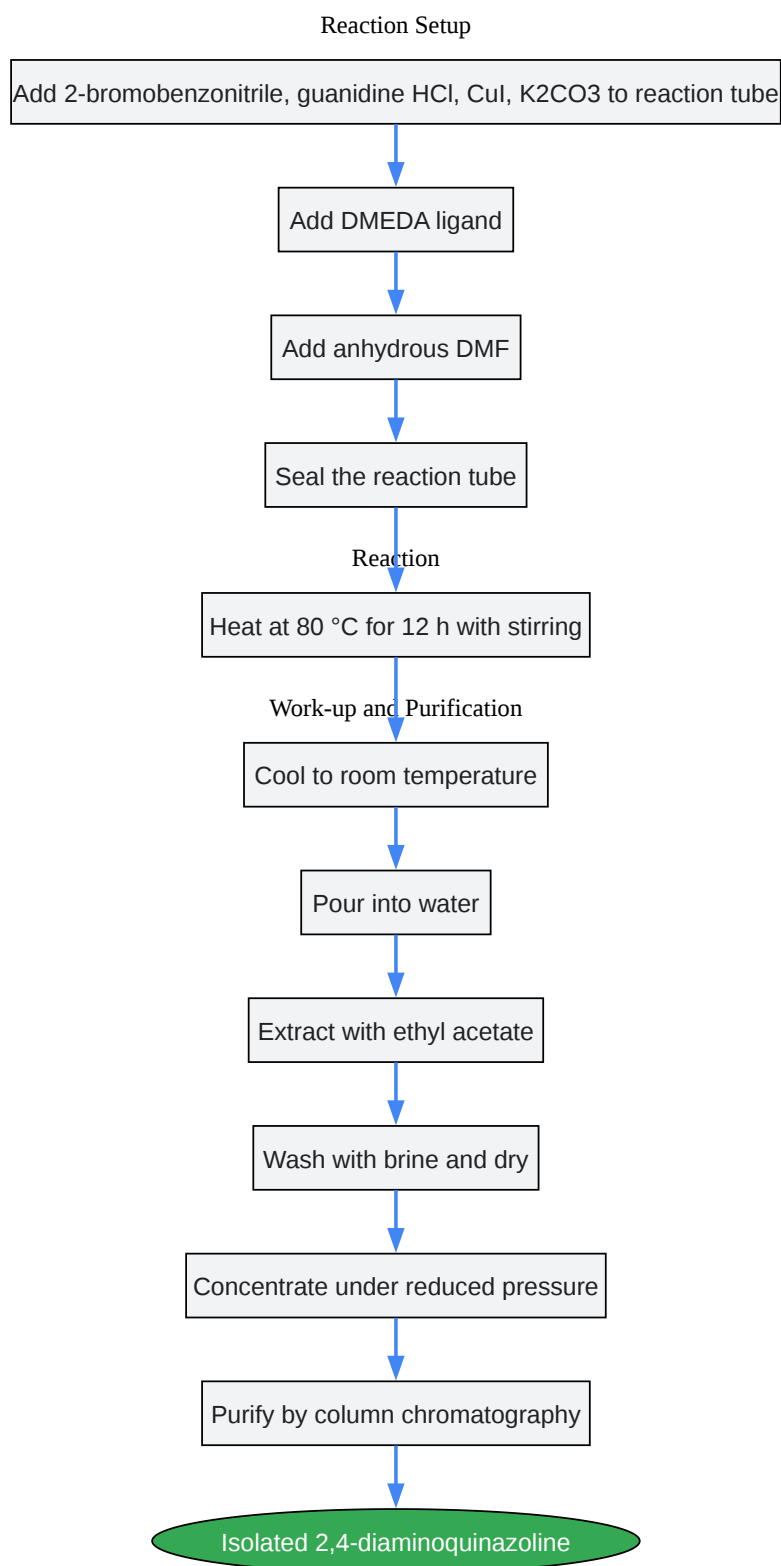 Reaction Setup
Add 2-bromobenzonitrile, guanidine HCl, CuI, K2CO3 to reaction tube
Add DMEDA ligand
Add anhydrous DMF
Seal the reaction tube
Reaction
Heat at 80 °C for 12 h with stirring
Work-up and Purification
Cool to room temperature
Pour into water
Extract with ethyl acetate
Wash with brine and dry
Concentrate under reduced pressure
Purify by column chromatography
Isolated 2,4-diaminoquinazoline